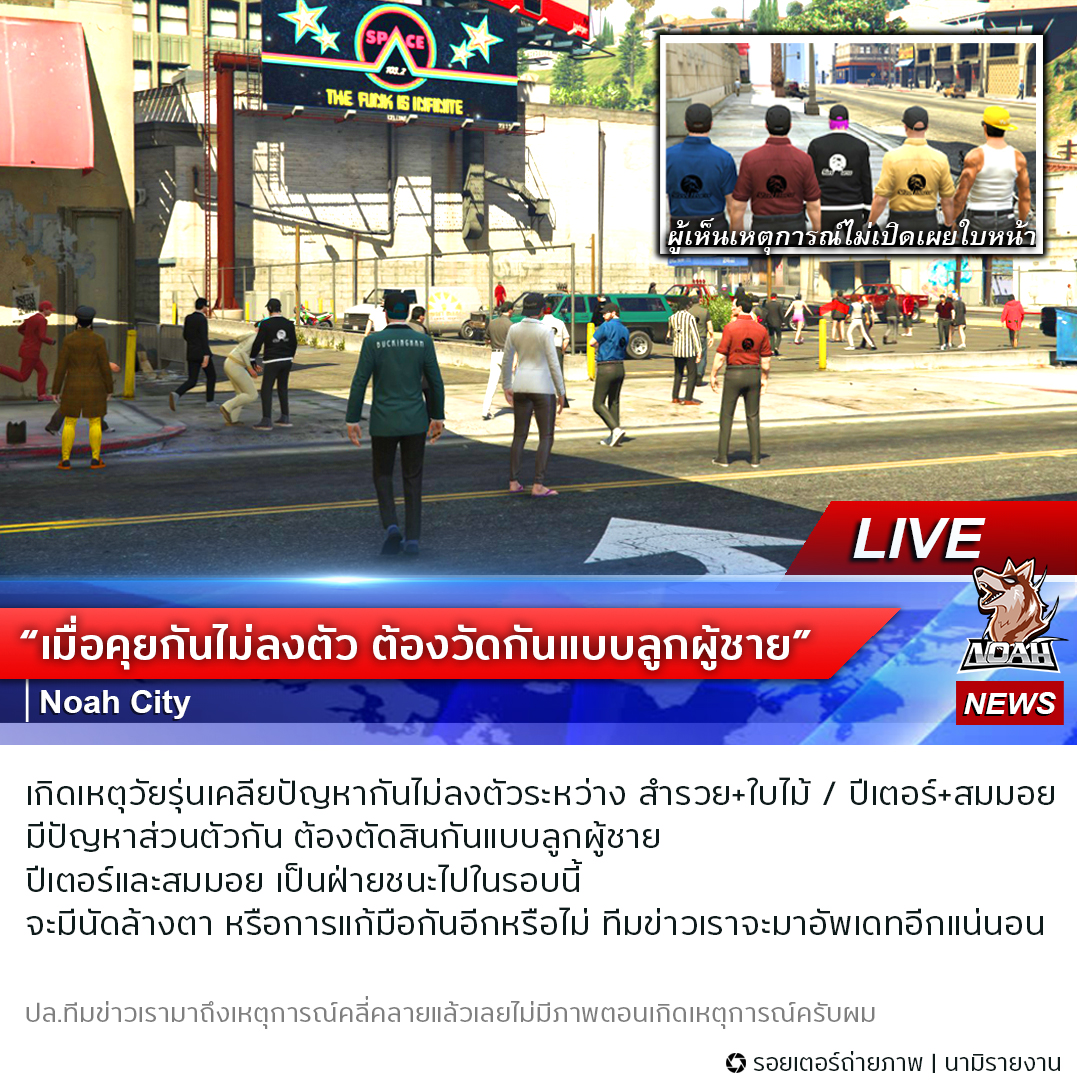 SPACE
103.2
THE FUNK IS INFINITE
ผู้เห็นเหตุการณ์ไม่เปิดเผยใบหน้า
BUCKINGHAM
LIVE
“เมื่อคุยกันไม่ลงตัว ต้องวัดกันแบบลูกผู้ชาย”
NOAH
Noah City
NEWS
เกิดเหตุวัยรุ่นเคลียปัญหากันไม่ลงตัวระหว่าง สำรวย+ใบไม้ / ปีเตอร์+สมมอย
มีปัญหาส่วนตัวกัน ต้องตัดสินกันแบบลูกผู้ชาย
ปีเตอร์และสมมอย เป็นฝ่ายชนะไปในรอบนี้
จะมีนัดล้างตา หรือการแก้มือกันอีกหรือไม่ ทีมข่าวเราจะมาอัพเดทอีกแน่นอน
ปล.ทีมข่าวเรามาถึงเหตุการณ์คลี่คลายแล้วเลยไม่มีภาพตอนเกิดเหตุการณ์ครับผม
รอยเตอร์ถ่ายภาพ | นามิรายงาน